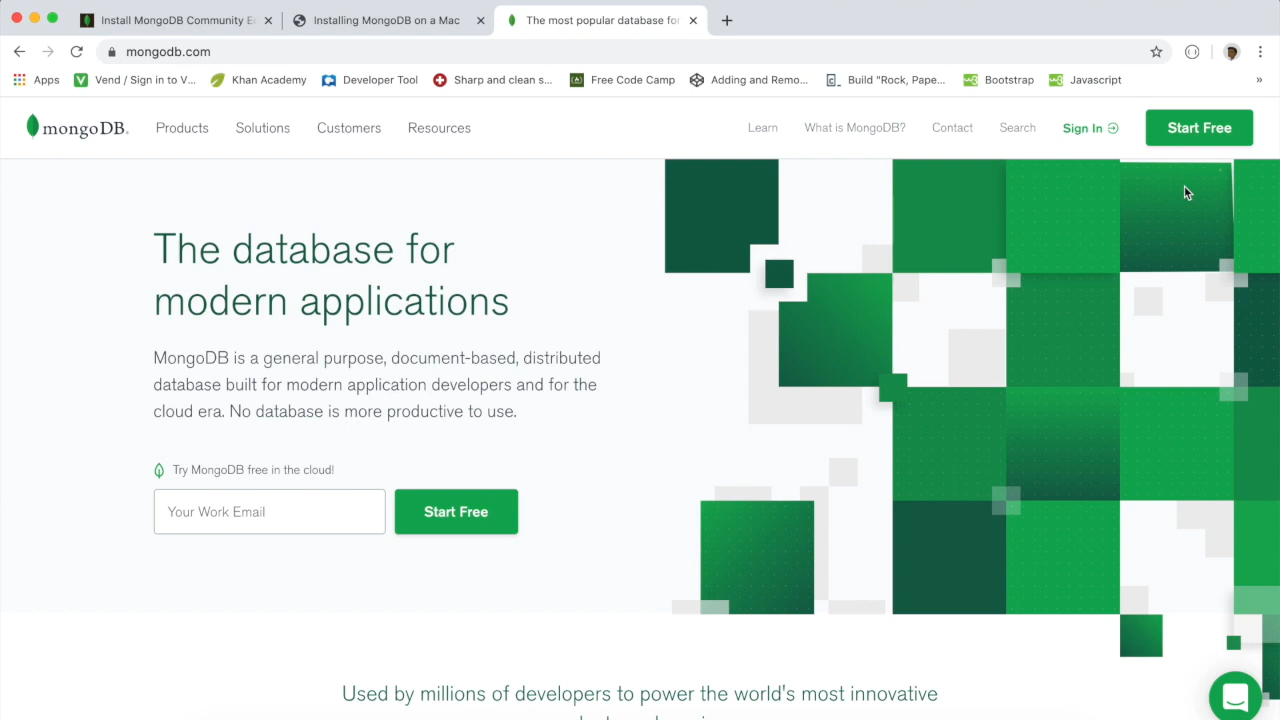 Install MongoDB Community E
Installing MongoDB on a Mac
The most popular database for
mongodb.com
Apps
Vend / Sign in to V...
Khan Academy
Developer Tool
Sharp and clean s...
Free Code Camp
Adding and Remo...
Build "Rock, Pape...
Bootstrap
Javascript
»
mongoDB.
Products
Solutions
Customers
Resources
Learn
What is MongoDB?
Contact
Search
Sign In
Start Free
The database for
modern applications
MongoDB is a general purpose, document-based, distributed
database built for modern application developers and for the
cloud era. No database is more productive to use.
Try MongoDB free in the cloud!
Your Work Email
Start Free
Used by millions of developers to power the world's most innovative